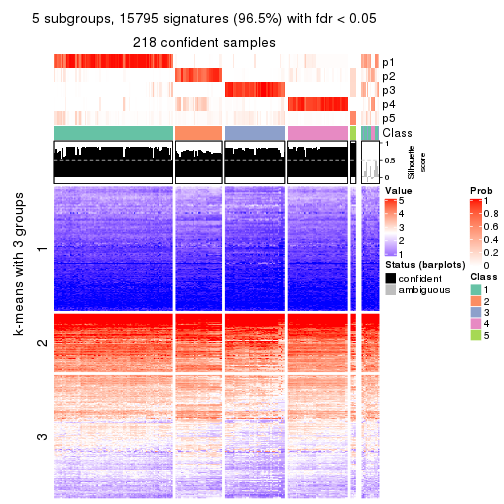 5 subgroups, 15795 signatures (96.5%) with fdr < 0.05
218 confident samples
p1
p2
p3
p4
p5
Class
1
0.5
0
Silhouette
score
k-means with 3 groups
1
2
3
Value
5
4
3
2
1
Status (barplots)
confident
ambiguous
Prob
1
0.8
0.6
0.4
0.2
0
Class
1
2
3
4
5